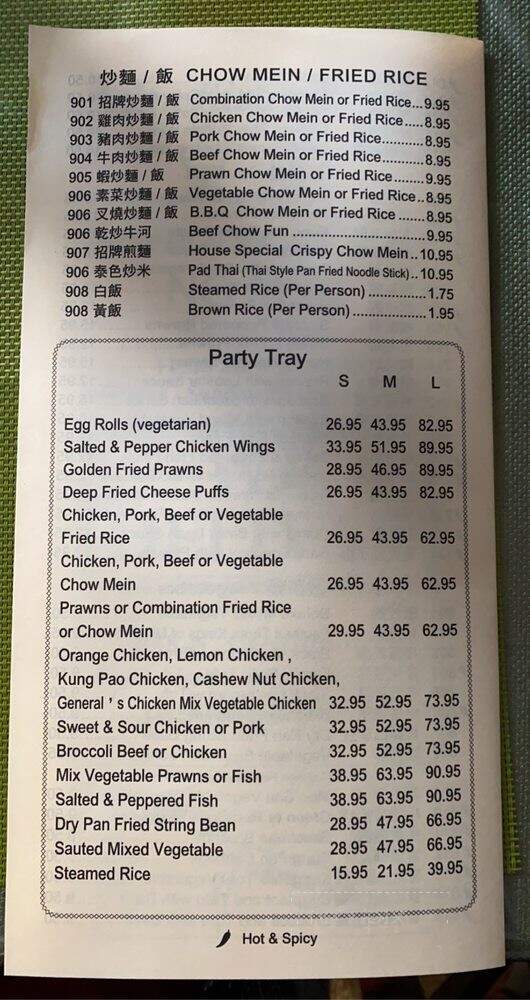 炒麵 / 飯 CHOW MEIN / FRIED RICE
901 招牌炒麵 / 飯 Combination Chow Mein or Fried Rice...9.95
902 雞肉炒麵 / 飯 Chicken Chow Mein or Fried Rice.....8.95
903 豬肉炒麵 / 飯 Pork Chow Mein or Fried Rice..........8.95
904 牛肉炒麵 / 飯 Beef Chow Mein or Fried Rice..........8.95
905 蝦炒麵 / 飯 Prawn Chow Mein or Fried Rice........9.95
906 素菜炒麵 / 飯 Vegetable Chow Mein or Fried Rice..8.95
906 叉燒炒麵 / 飯 B.B.Q Chow Mein or Fried Rice .......8.95
906 乾炒牛河 Beef Chow Fun .................................9.95
907 招牌煎麵 House Special Crispy Chow Mein..10.95
906 泰色炒米 Pad Thai (Thai Style Pan Fried Noodle Stick)..10.95
908 白飯 Steamed Rice (Per Person) ..............1.75
908 黃飯 Brown Rice (Per Person)..................1.95
Party Tray
S M L
Egg Rolls (vegetarian) 26.95 43.95 82.95
Salted & Pepper Chicken Wings 33.95 51.95 89.95
Golden Fried Prawns 28.95 46.95 89.95
Deep Fried Cheese Puffs 26.95 43.95 82.95
Chicken, Pork, Beef or Vegetable
Fried Rice 26.95 43.95 62.95
Chicken, Pork, Beef or Vegetable
Chow Mein 26.95 43.95 62.95
Prawns or Combination Fried Rice
or Chow Mein 29.95 43.95 62.95
Orange Chicken, Lemon Chicken ,
Kung Pao Chicken, Cashew Nut Chicken,
General ' s Chicken Mix Vegetable Chicken 32.95 52.95 73.95
Sweet & Sour Chicken or Pork 32.95 52.95 73.95
Broccoli Beef or Chicken 32.95 52.95 73.95
Mix Vegetable Prawns or Fish 38.95 63.95 90.95
Salted & Peppered Fish 38.95 63.95 90.95
Dry Pan Fried String Bean 28.95 47.95 66.95
Sauted Mixed Vegetable 28.95 47.95 66.95
Steamed Rice 15.95 21.95 39.95
Hot & Spicy